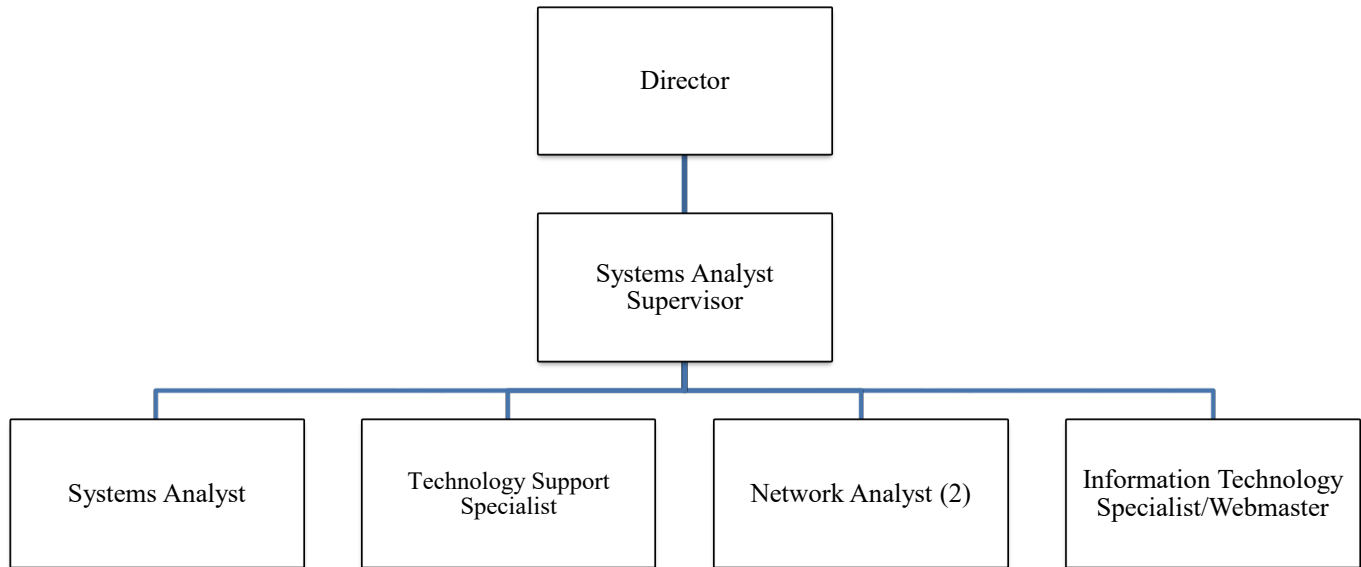 Director
Systems Analyst
Supervisor
Systems Analyst
Technology Support
Specialist
Network Analyst (2)
Information Technology
Specialist/Webmaster